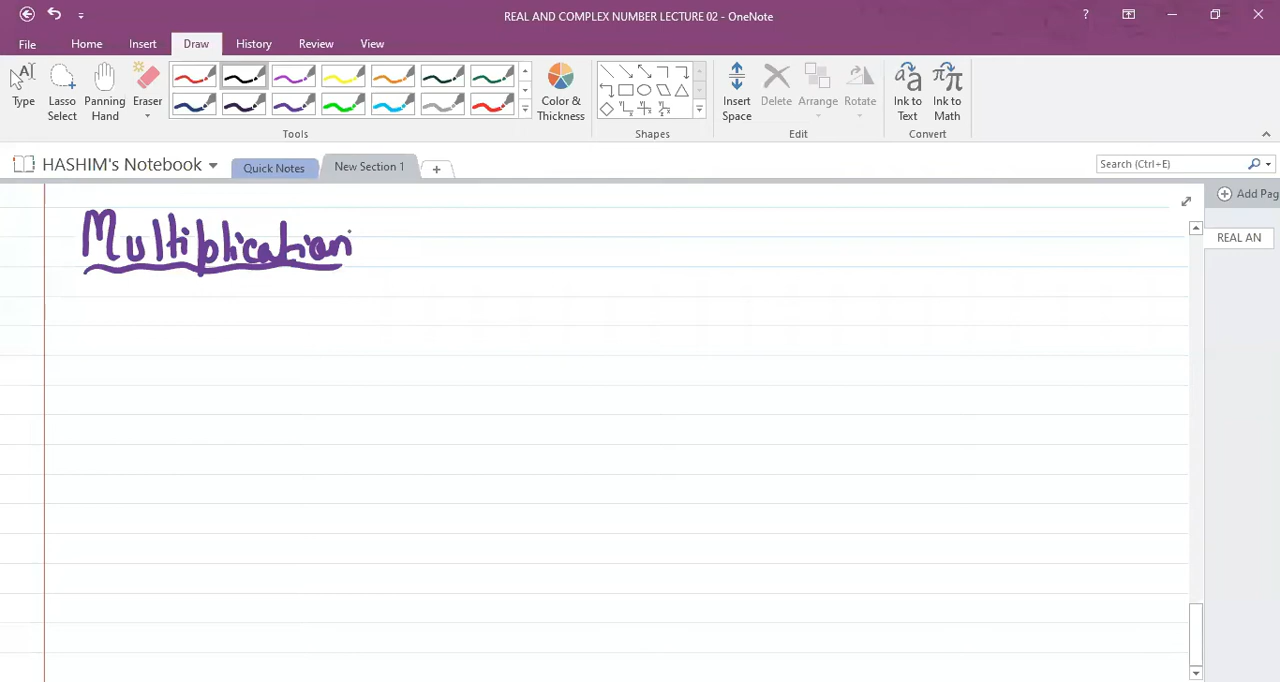 REAL AND COMPLEX NUMBER LECTURE 02 - OneNote
?
File Home Insert Draw History Review View
Type
Lasso Select
Panning Hand
Eraser
Color & Thickness
Insert Space
Delete
Arrange
Rotate
Ink to Text
Ink to Math
Tools
Shapes
Edit
Convert
HASHIM's Notebook
Quick Notes
New Section 1
Search (Ctrl+E)
Add Pag
REAL AN
Multiplication